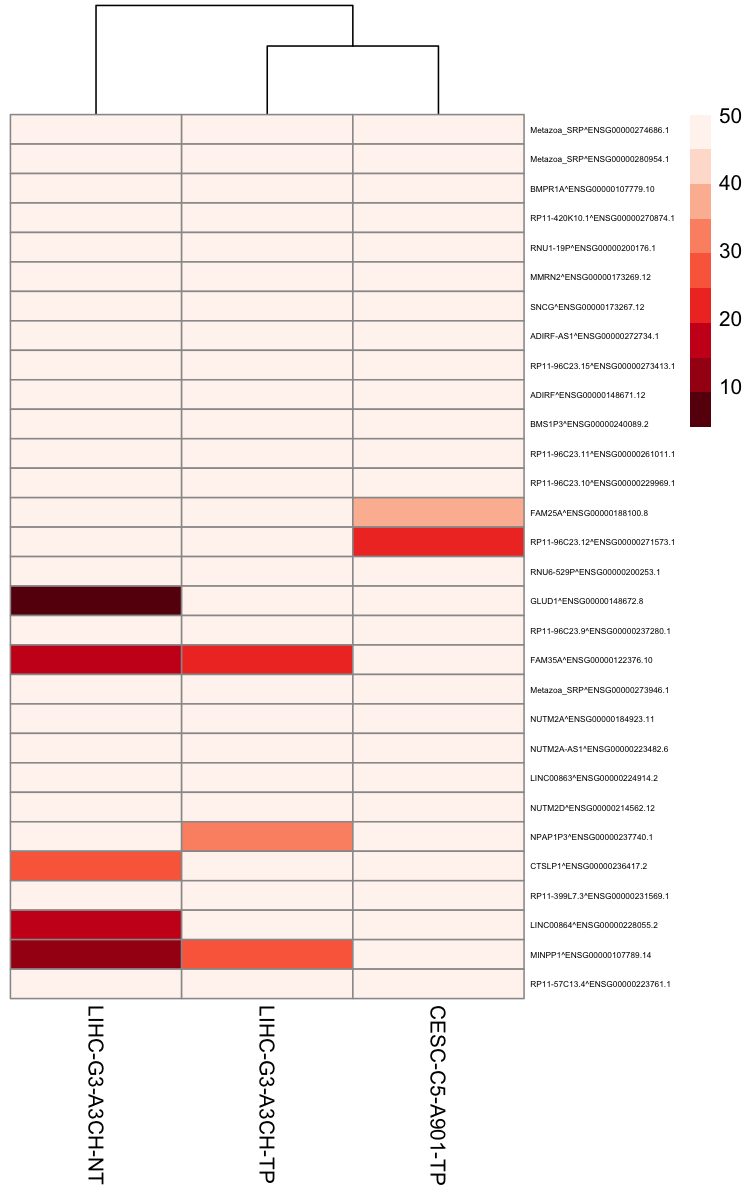 50
40
30
20
10
Metazoa_SRP^ENSG00000274686.1
Metazoa_SRP^ENSG00000280954.1
BMPR1A^ENSG00000107779.10
RP11-420K10.1^ENSG00000270874.1
RNU1-19P^ENSG00000200176.1
MMRN2^ENSG00000173269.12
SNCG^ENSG00000173267.12
ADIRF-AS1^ENSG00000272734.1
RP11-96C23.15^ENSG00000273413.1
ADIRF^ENSG00000148671.12
BMS1P3^ENSG00000240089.2
RP11-96C23.11^ENSG00000261011.1
RP11-96C23.10^ENSG00000229969.1
FAM25A^ENSG00000188100.8
RP11-96C23.12^ENSG00000271573.1
RNU6-529P^ENSG00000200253.1
GLUD1^ENSG00000148672.8
RP11-96C23.9^ENSG00000237280.1
FAM35A^ENSG00000122376.10
Metazoa_SRP^ENSG00000273946.1
NUTM2A^ENSG00000184923.11
NUTM2A-AS1^ENSG00000223482.6
LINC00863^ENSG00000224914.2
NUTM2D^ENSG00000214562.12
NPAP1P3^ENSG00000237740.1
CTSLP1^ENSG00000236417.2
RP11-399L7.3^ENSG00000231569.1
LINC00864^ENSG00000228055.2
MINPP1^ENSG00000107789.14
RP11-57C13.4^ENSG00000223761.1
LIHC-G3-A3CH-NT
LIHC-G3-A3CH-TP
CESC-C5-A901-TP